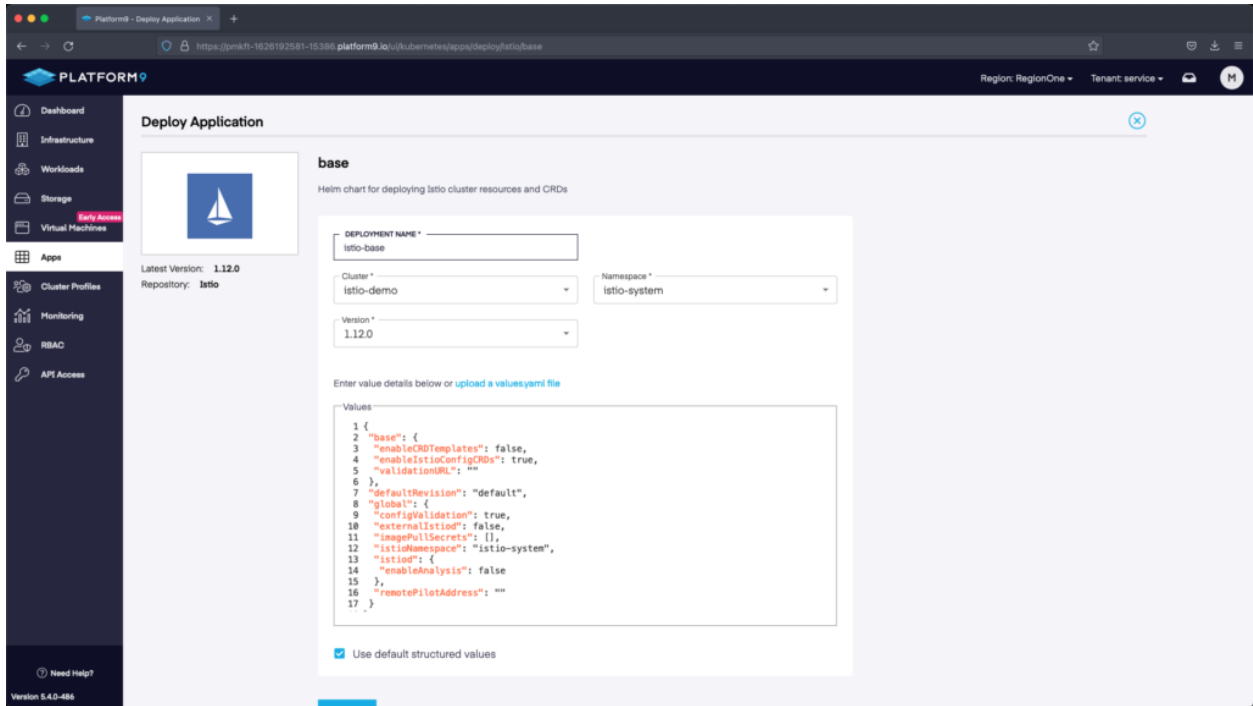 Platform9 - Deploy Application
https://pmkft-1626192581-15386.platform9.io/ui/kubernetes/apps/deploy/istio/base
PLATFORM9
Region: RegionOne
Tenant: service
M
Dashboard
Infrastructure
Workloads
Storage
Early Access
Virtual Machines
Apps
Cluster Profiles
Monitoring
RBAC
API Access
Need Help?
Version 5.4.0-486
Deploy Application
Latest Version: 1.12.0
Repository: Istio
base
Helm chart for deploying Istio cluster resources and CRDs
DEPLOYMENT NAME *
istio-base
Cluster *
istio-demo
Namespace *
istio-system
Version *
1.12.0
Enter value details below or upload a values.yaml file
Values
1 {
2 "base": {
3 "enableCRDTemplates": false,
4 "enableIstioConfigCRDs": true,
5 "validationURL": ""
6 },
7 "defaultRevision": "default",
8 "global": {
9 "configValidation": true,
10 "externalIstiod": false,
11 "imagePullSecrets": [],
12 "istioNamespace": "istio-system",
13 "istiod": {
14 "enableAnalysis": false
15 },
16 "remotePilotAddress": ""
17 }
Use default structured values